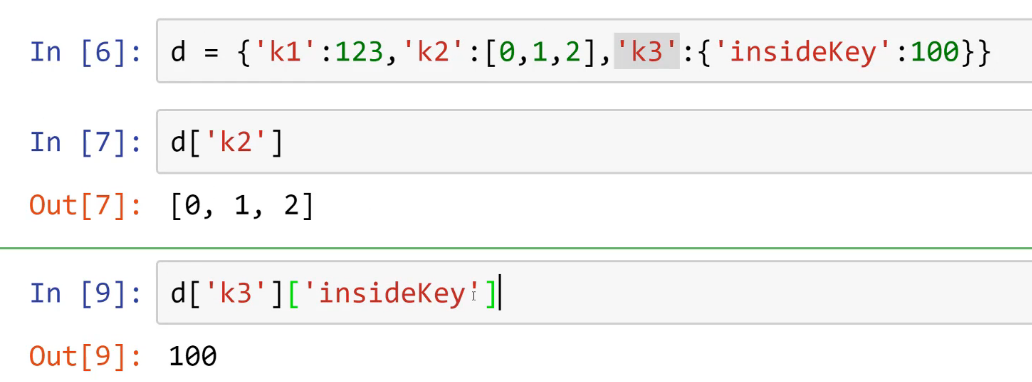 In [6]: d = {'k1':123,'k2':[0,1,2],'k3':{'insideKey':100}}
In [7]: d['k2']
Out[7]: [0, 1, 2]
In [9]: d['k3']['insideKey']
Out[9]: 100